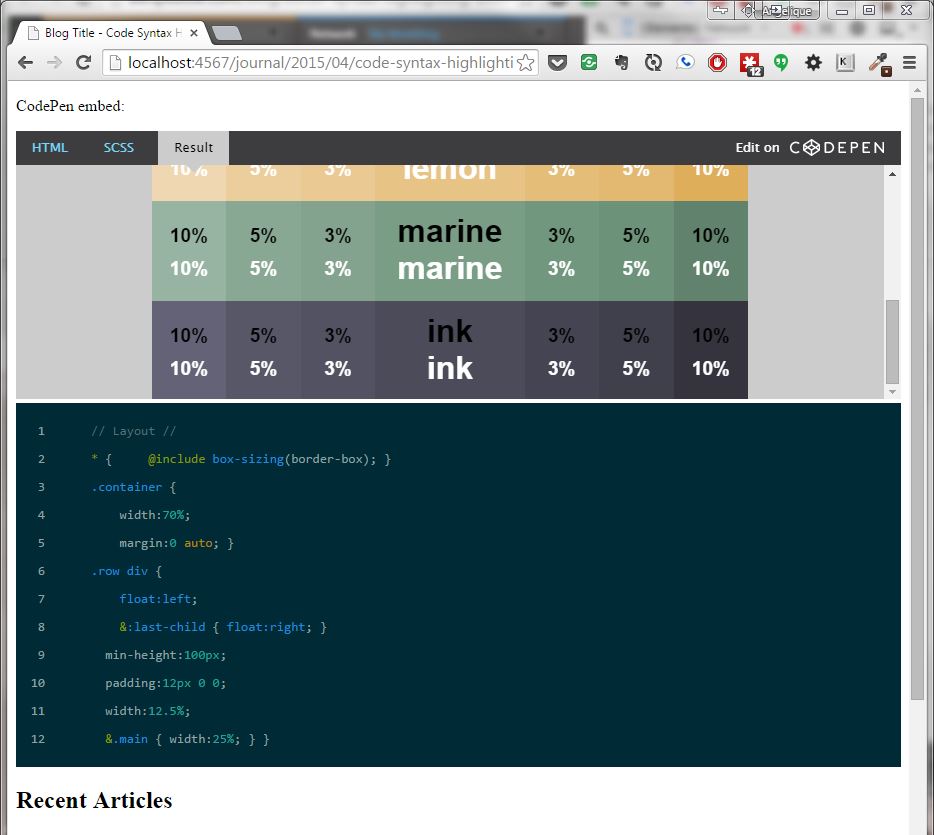 Angelique
Blog Title - Code Syntax H
localhost:4567/journal/2015/04/code-syntax-highlighti
12
K
CodePen embed:
HTML SCSS Result Edit on CODEPEN
10% 5% 3% lemon 3% 5% 10%
10% 5% 3% marine 3% 5% 10%
10% 5% 3% marine 3% 5% 10%
10% 5% 3% ink 3% 5% 10%
10% 5% 3% ink 3% 5% 10%
1 // Layout //
2 * { @include box-sizing(border-box); }
3 .container {
4 width:70%;
5 margin:0 auto; }
6 .row div {
7 float:left;
8 &:last-child { float:right; }
9 min-height:100px;
10 padding:12px 0 0;
11 width:12.5%;
12 &.main { width:25%; } }
Recent Articles